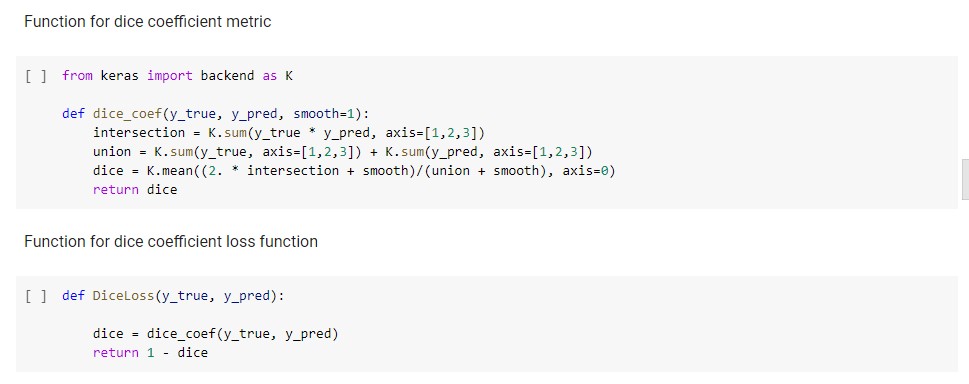 Function for dice coefficient metric
[ ] from keras import backend as K
def dice_coef(y_true, y_pred, smooth=1):
    intersection = K.sum(y_true * y_pred, axis=[1,2,3])
    union = K.sum(y_true, axis=[1,2,3]) + K.sum(y_pred, axis=[1,2,3])
    dice = K.mean((2. * intersection + smooth)/(union + smooth), axis=0)
    return dice
Function for dice coefficient loss function
[ ] def DiceLoss(y_true, y_pred):
    dice = dice_coef(y_true, y_pred)
    return 1 - dice